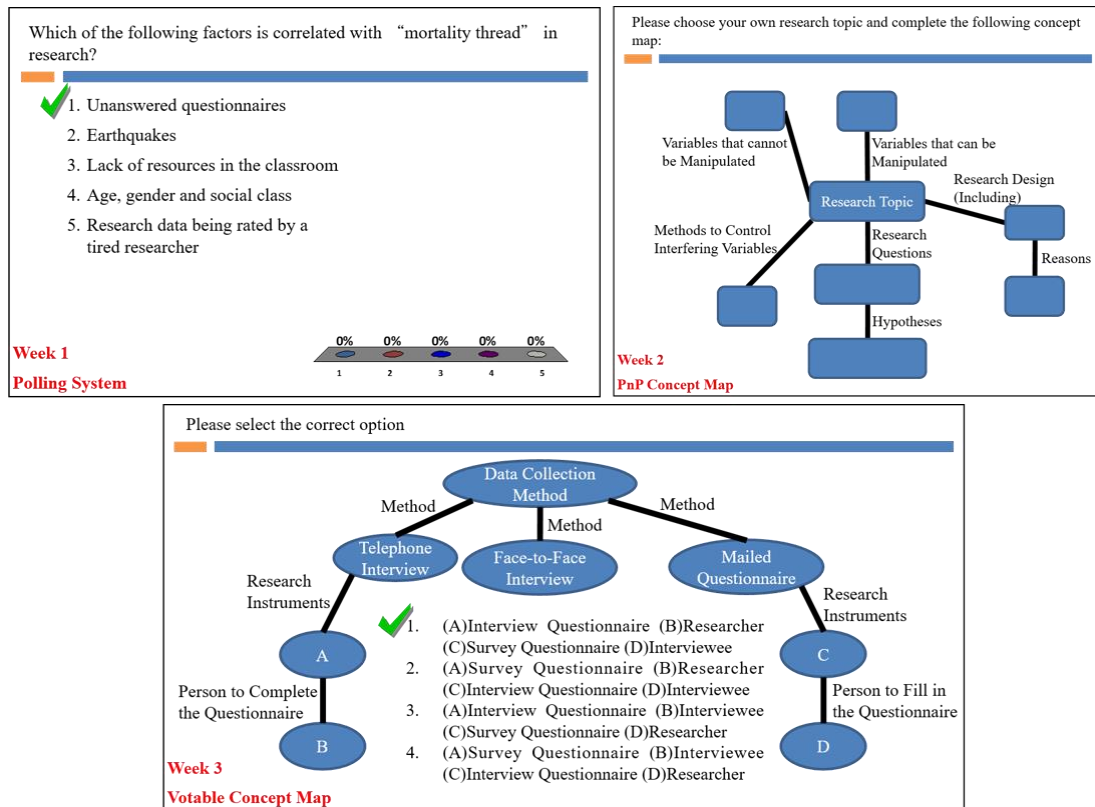 Which of the following factors is correlated with “mortality thread” in
research?
1. Unanswered questionnaires
2. Earthquakes
3. Lack of resources in the classroom
4. Age, gender and social class
5. Research data being rated by a
tired researcher
0% 0% 0% 0% 0%
1 2 3 4 5
Week 1
Polling System
Please choose your own research topic and complete the following concept
map:
Variables that cannot
be Manipulated
Variables that can be
Manipulated
Research Design
(Including)
Research Topic
Methods to Control
Interfering Variables
Research
Questions
Reasons
Hypotheses
Week 2
PnP Concept Map
Please select the correct option
Data Collection
Method
Method
Method
Method
Telephone
Interview
Face-to-Face
Interview
Mailed
Questionnaire
Research
Instruments
Research
Instruments
A
C
Person to Complete
the Questionnaire
Person to Fill in
the Questionnaire
B
D
1. (A)Interview Questionnaire (B)Researcher
(C)Survey Questionnaire (D)Interviewee
2. (A)Survey Questionnaire (B)Researcher
(C)Interview Questionnaire (D)Interviewee
3. (A)Interview Questionnaire (B)Interviewee
(C)Survey Questionnaire (D)Researcher
4. (A)Survey Questionnaire (B)Interviewee
(C)Interview Questionnaire (D)Researcher
Week 3
Votable Concept Map